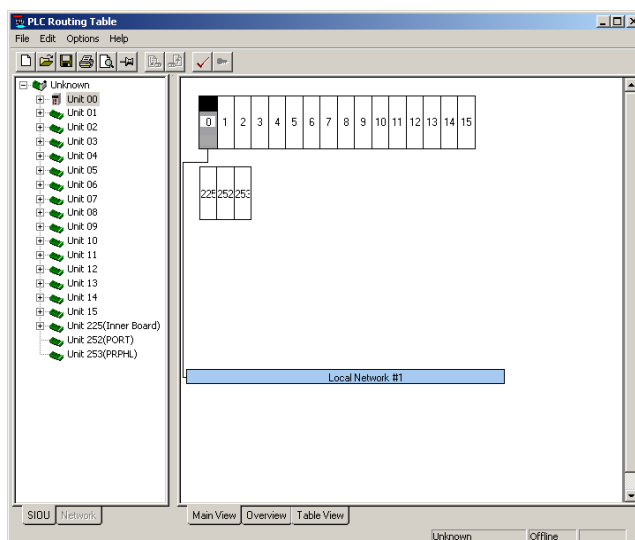 PLC Routing Table
File Edit Options Help
Unknown
Unit 00
Unit 01
Unit 02
Unit 03
Unit 04
Unit 05
Unit 06
Unit 07
Unit 08
Unit 09
Unit 10
Unit 11
Unit 12
Unit 13
Unit 14
Unit 15
Unit 225(Inner Board)
Unit 252(PORT)
Unit 253(PRPHL)
0 1 2 3 4 5 6 7 8 9 10 11 12 13 14 15
225 252 253
Local Network #1
SIOU Network
Main View Overview Table View
Unknown Offline